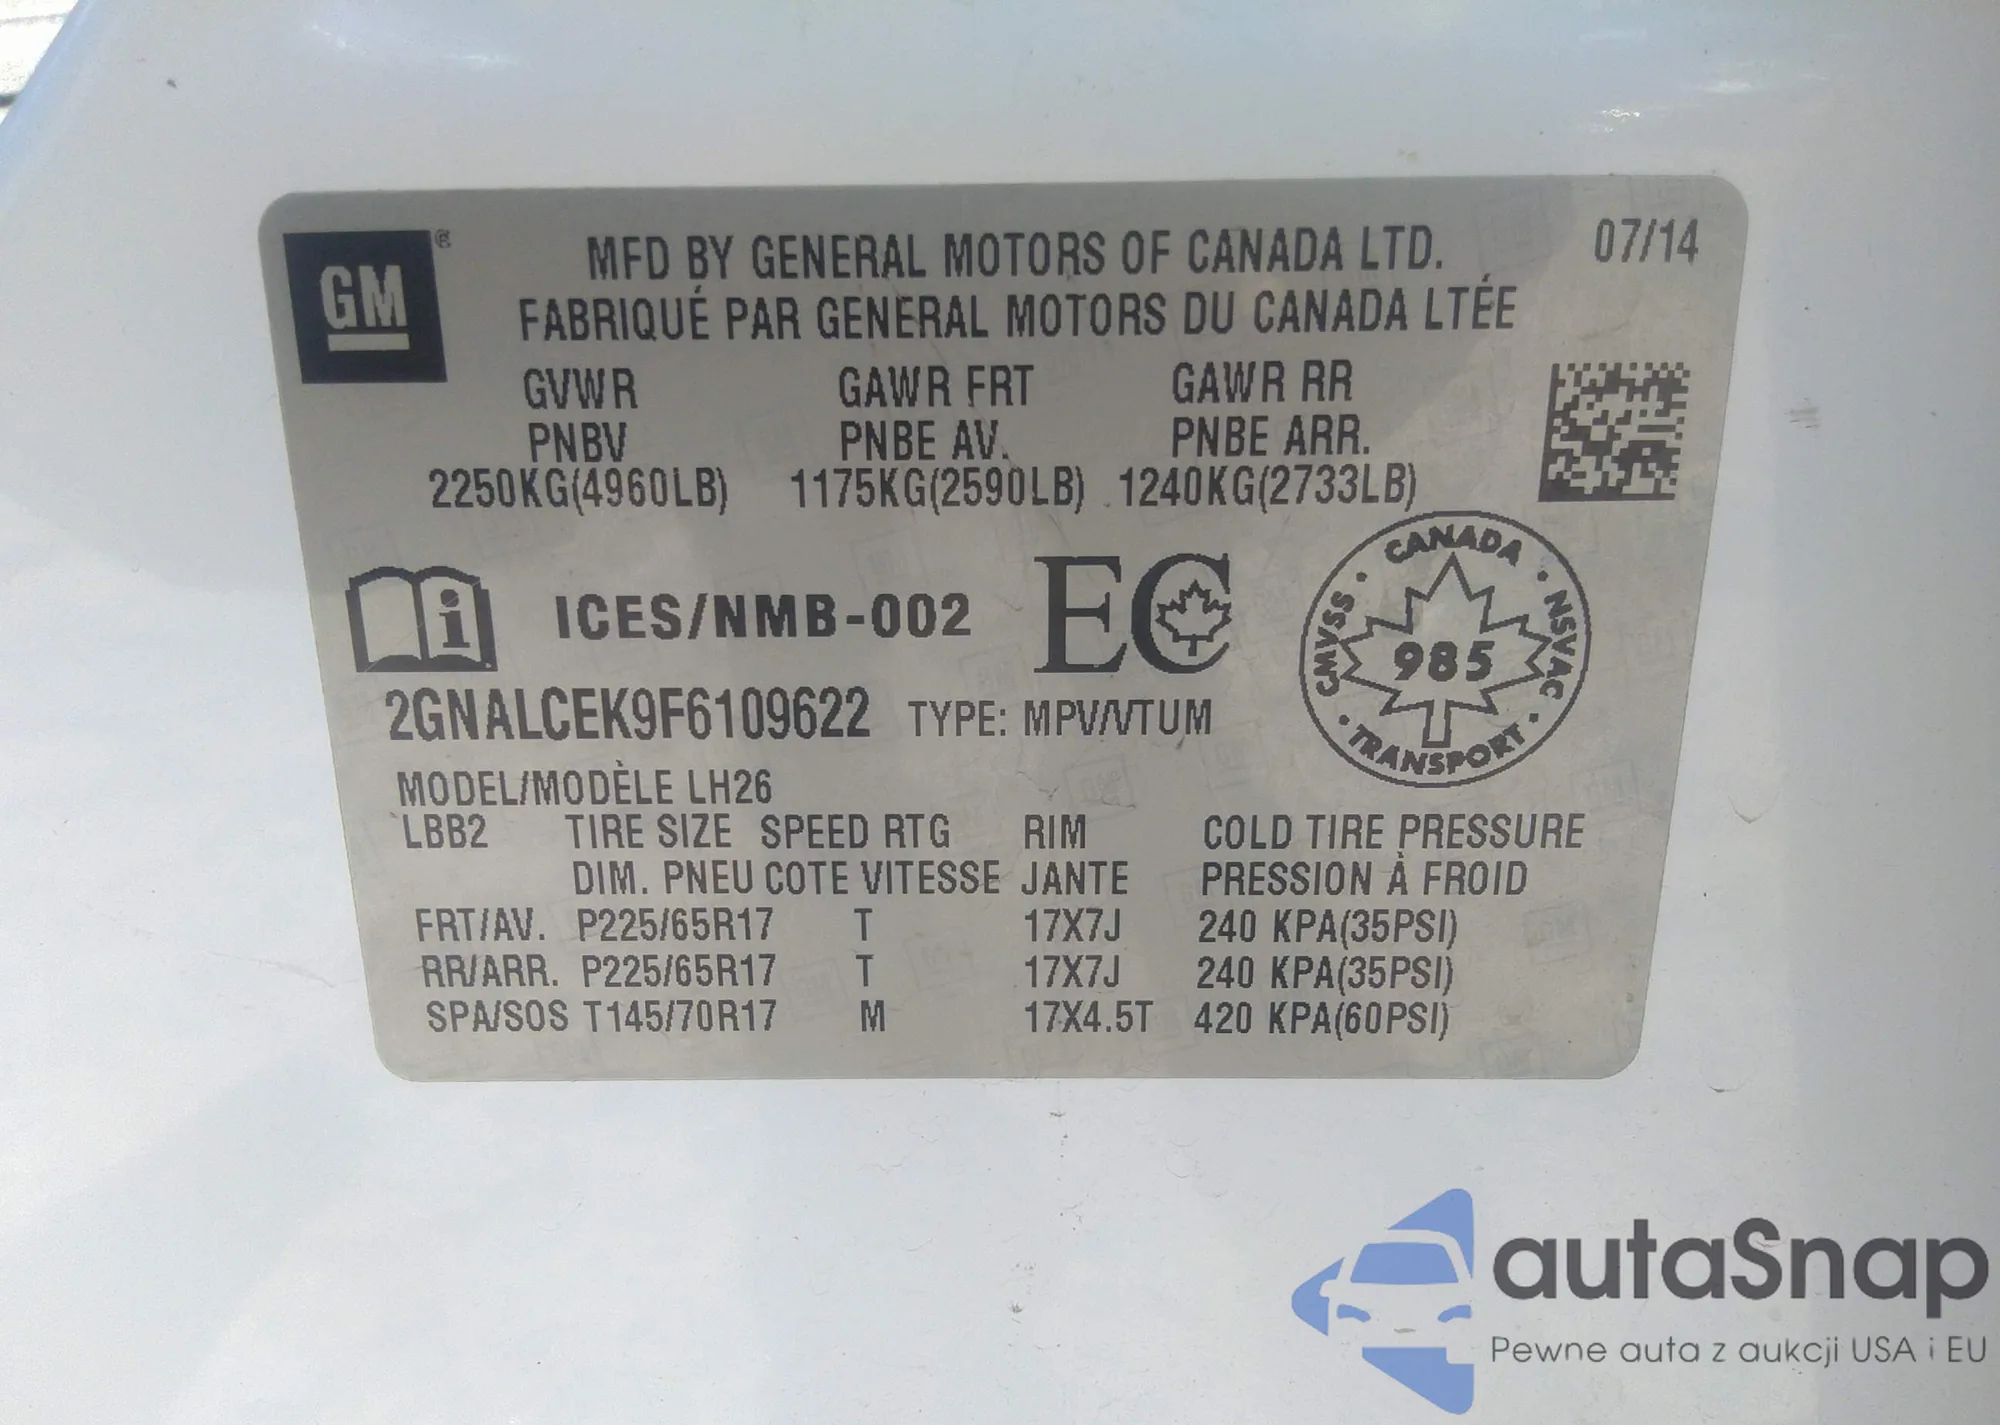 GM
MFD BY GENERAL MOTORS OF CANADA LTD. 07/14
FABRIQUÉ PAR GENERAL MOTORS DU CANADA LTÉE
GVWR GAWR FRT GAWR RR
PNBV PNBE AV. PNBE ARR.
2250KG(4960LB) 1175KG(2590LB) 1240KG(2733LB)
i ICES/NMB-002 EC
CANADA
CMVSS · 985 · NSVAC
· TRANSPORT ·
2GNALCEK9F6109622 TYPE: MPV/VTUM
MODEL/MODÈLE LH26
LBB2 TIRE SIZE SPEED RTG RIM COLD TIRE PRESSURE
DIM. PNEU COTE VITESSE JANTE PRESSION À FROID
FRT/AV. P225/65R17 T 17X7J 240 KPA(35PSI)
RR/ARR. P225/65R17 T 17X7J 240 KPA(35PSI)
SPA/SOS T145/70R17 M 17X4.5T 420 KPA(60PSI)
autaSnap
Pewne auta z aukcji USA i EU